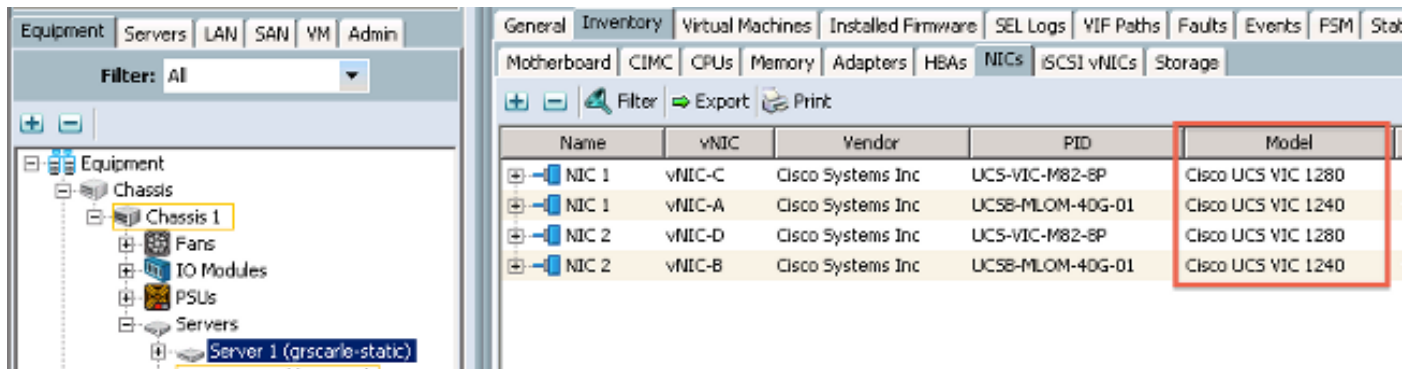 Equipment Servers LAN SAN VM Admin
Filter: All
Equipment
Chassis
Chassis 1
Fans
IO Modules
PSUs
Servers
Server 1 (grscarle-static)
General Inventory Virtual Machines Installed Firmware SEL Logs VIF Paths Faults Events FSM
Motherboard CIMC CPUs Memory Adapters HBAs NICs iSCSI vNICs Storage
Filter Export Print
Name vNIC Vendor PID Model
NIC 1 vNIC-C Cisco Systems Inc UCS-VIC-M82-8P Cisco UCS VIC 1280
NIC 1 vNIC-A Cisco Systems Inc UCSB-MLOM-40G-01 Cisco UCS VIC 1240
NIC 2 vNIC-D Cisco Systems Inc UCS-VIC-M82-8P Cisco UCS VIC 1280
NIC 2 vNIC-B Cisco Systems Inc UCSB-MLOM-40G-01 Cisco UCS VIC 1240